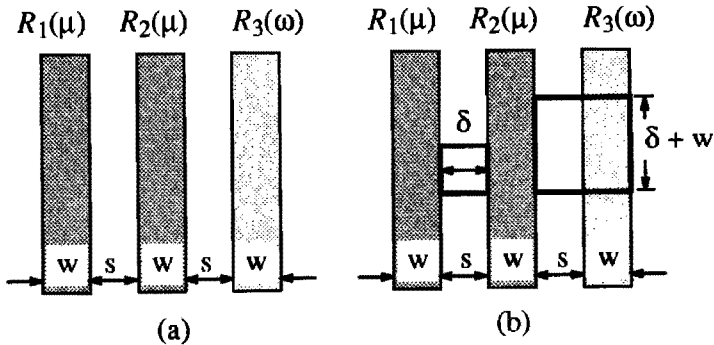 R₁(μ) R₂(μ) R₃(ω) R₁(μ) R₂(μ) R₃(ω)
δ
δ + w
w s w s w w s w s w
(a) (b)